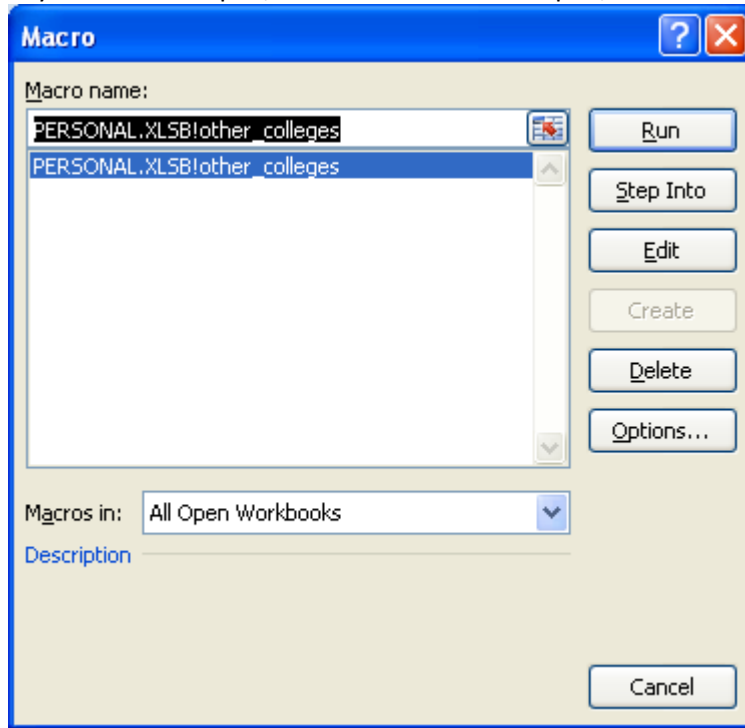 Macro
Macro name:
PERSONAL.XLSB!other_colleges
PERSONAL.XLSB!other_colleges
Run
Step Into
Edit
Create
Delete
Options...
Macros in: All Open Workbooks
Description
Cancel